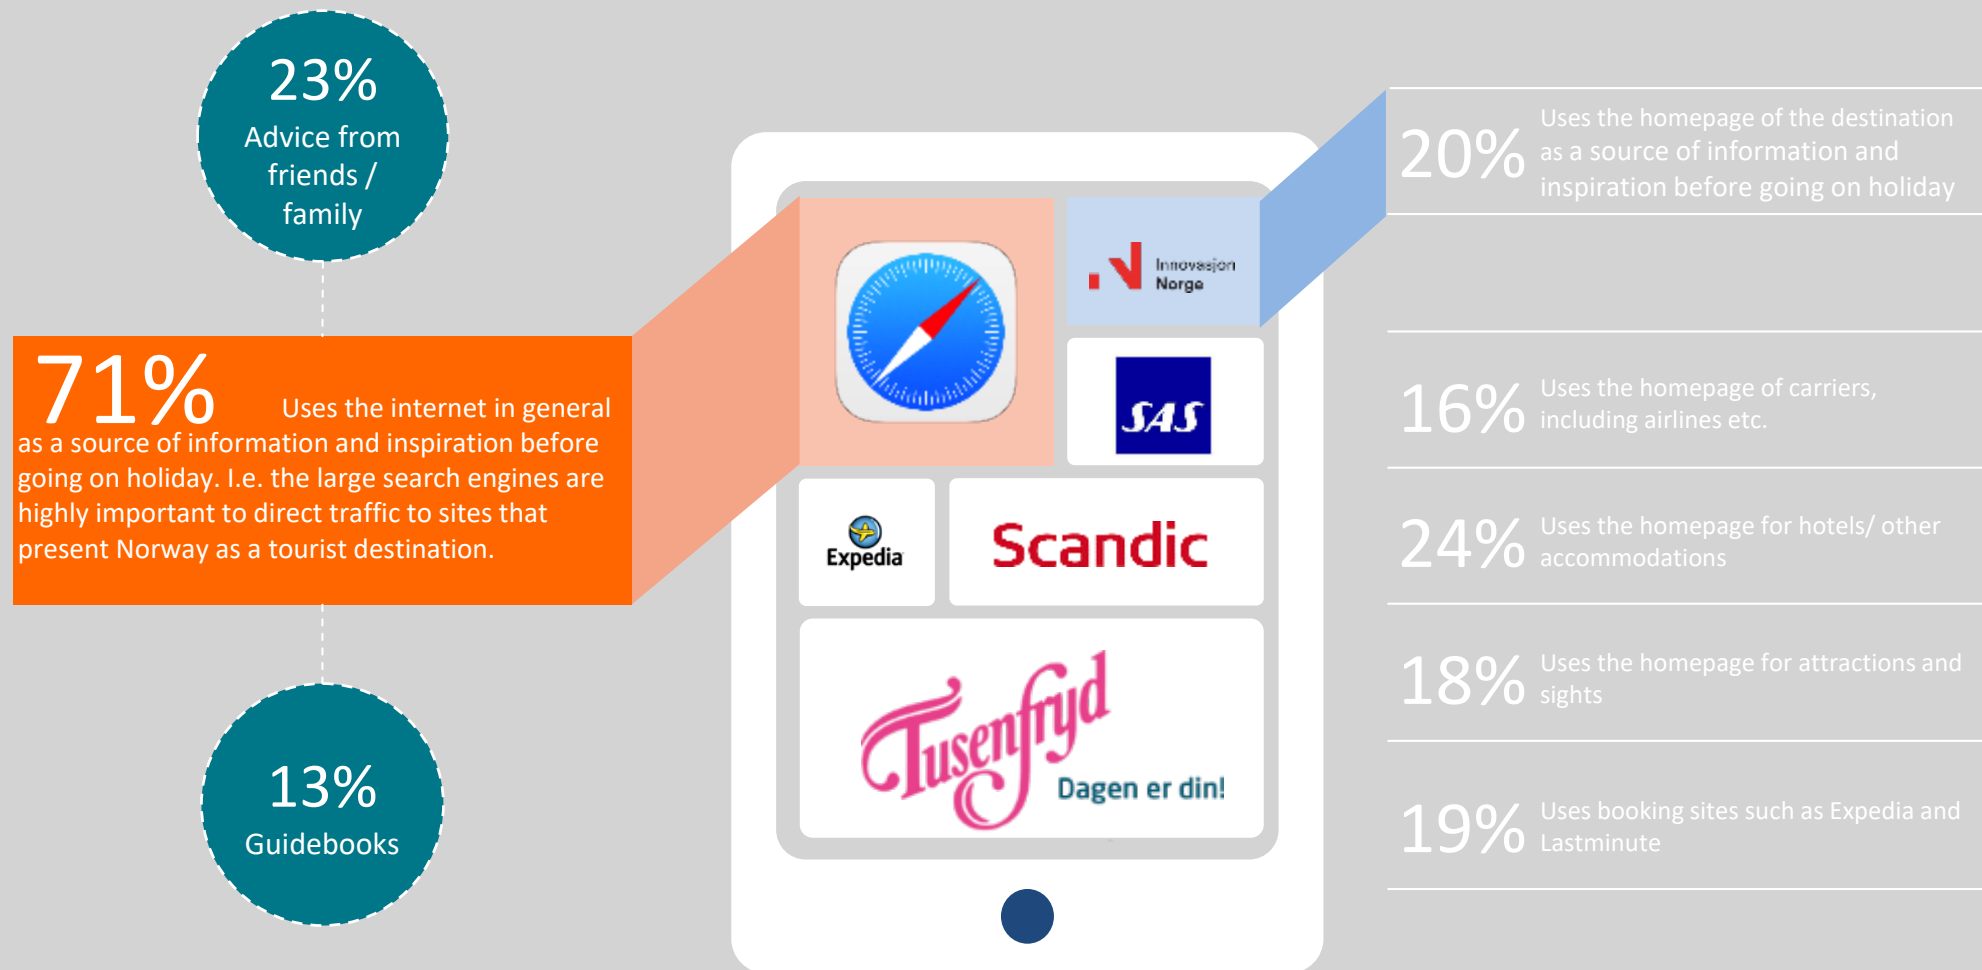 23%
Advice from
friends /
family
71% Uses the internet in general
as a source of information and inspiration before
going on holiday. I.e. the large search engines are
highly important to direct traffic to sites that
present Norway as a tourist destination.
13%
Guidebooks
Innovasjon
Norge
SAS
Expedia
Scandic
Tusenfryd
Dagen er din!
20%
Uses the homepage of the destination
as a source of information and
inspiration before going on holiday
16%
Uses the homepage of carriers,
including airlines etc.
24%
Uses the homepage for hotels/ other
accommodations
18%
Uses the homepage for attractions and
sights
19%
Uses booking sites such as Expedia and
Lastminute